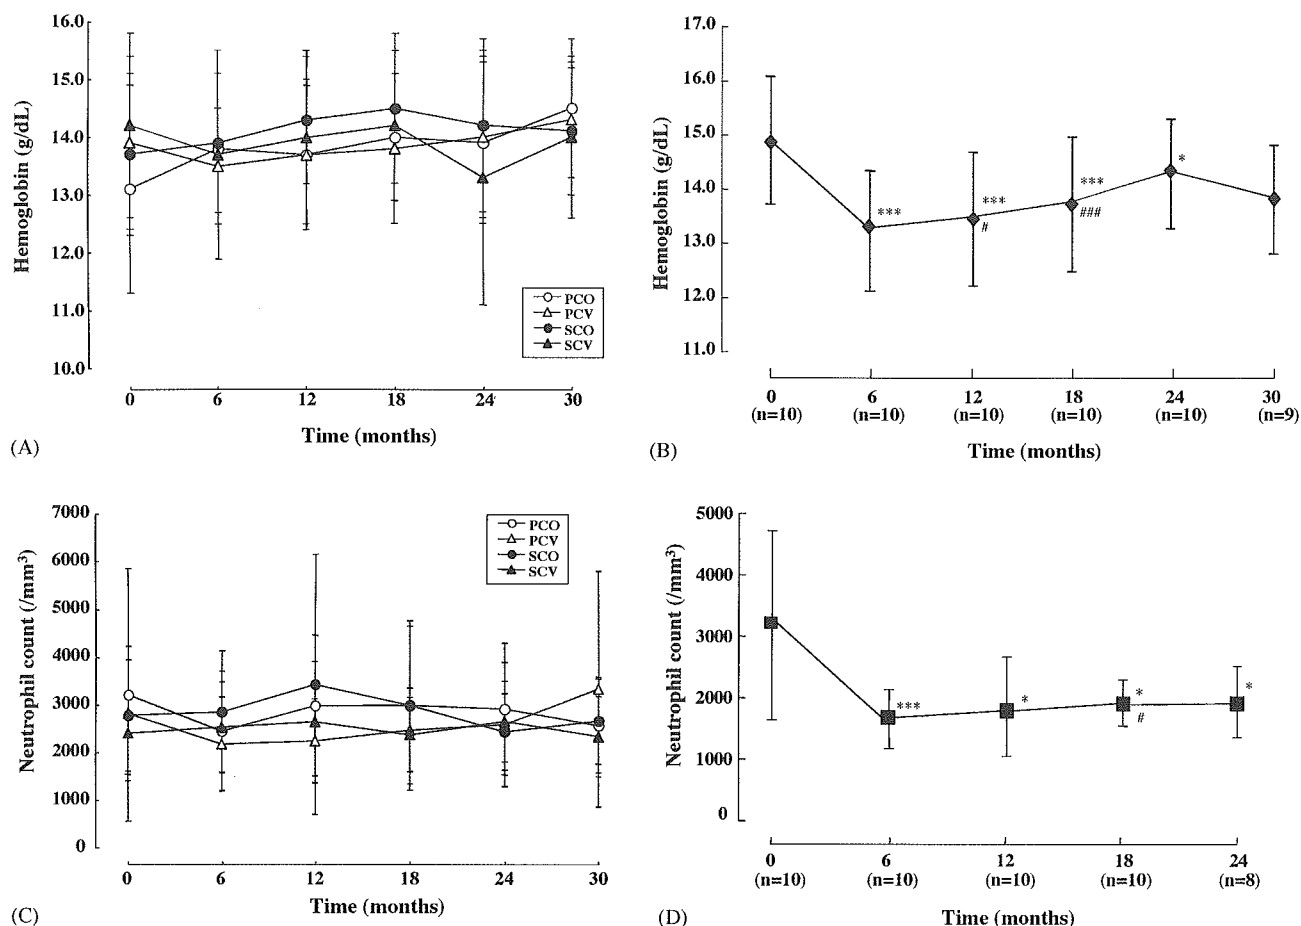 16.0
15.0
14.0
13.0
12.0
11.0
10.0
Hemoglobin (g/dL)
PCO
PCV
SCO
SCV
0 6 12 18 24 30
Time (months)
(A)
17.0
16.0
15.0
14.0
13.0
12.0
11.0
Hemoglobin (g/dL)
***
***
#
***
###
*
0 6 12 18 24 30
(n=10) (n=10) (n=10) (n=10) (n=10) (n=9)
Time (months)
(B)
7000
6000
5000
4000
3000
2000
1000
0
Neutrophil count (/mm³)
PCO
PCV
SCO
SCV
0 6 12 18 24 30
Time (months)
(C)
5000
4000
3000
2000
1000
0
Neutrophil count (/mm³)
***
*
*
#
*
0 6 12 18 24
(n=10) (n=10) (n=10) (n=10) (n=8)
Time (months)
(D)